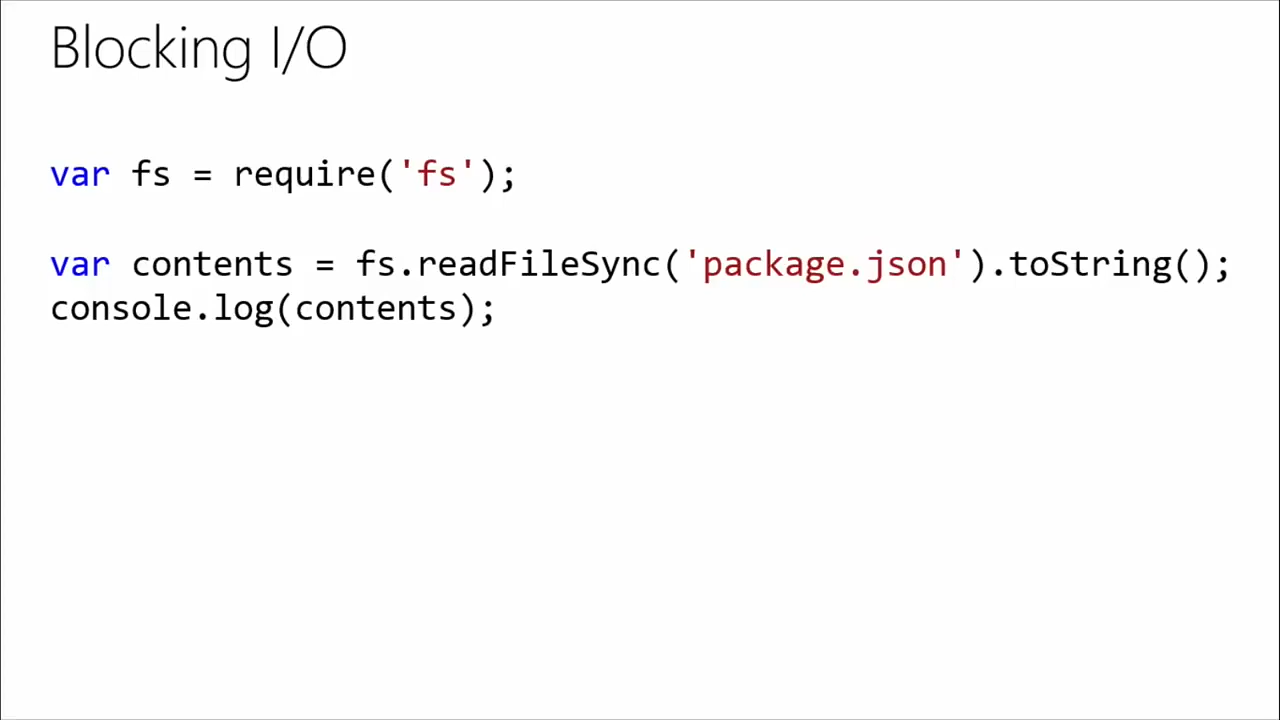 Blocking I/O
var fs = require('fs');
var contents = fs.readFileSync('package.json').toString();
console.log(contents);